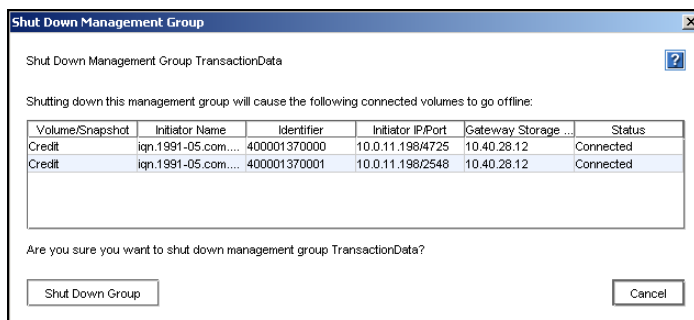 Shut Down Management Group
Shut Down Management Group TransactionData
?
Shutting down this management group will cause the following connected volumes to go offline:
Volume/Snapshot Initiator Name Identifier Initiator IP/Port Gateway Storage ... Status
Credit iqn.1991-05.com.... 400001370000 10.0.11.198/4725 10.40.28.12 Connected
Credit iqn.1991-05.com.... 400001370001 10.0.11.198/2548 10.40.28.12 Connected
Are you sure you want to shut down management group TransactionData?
Shut Down Group Cancel